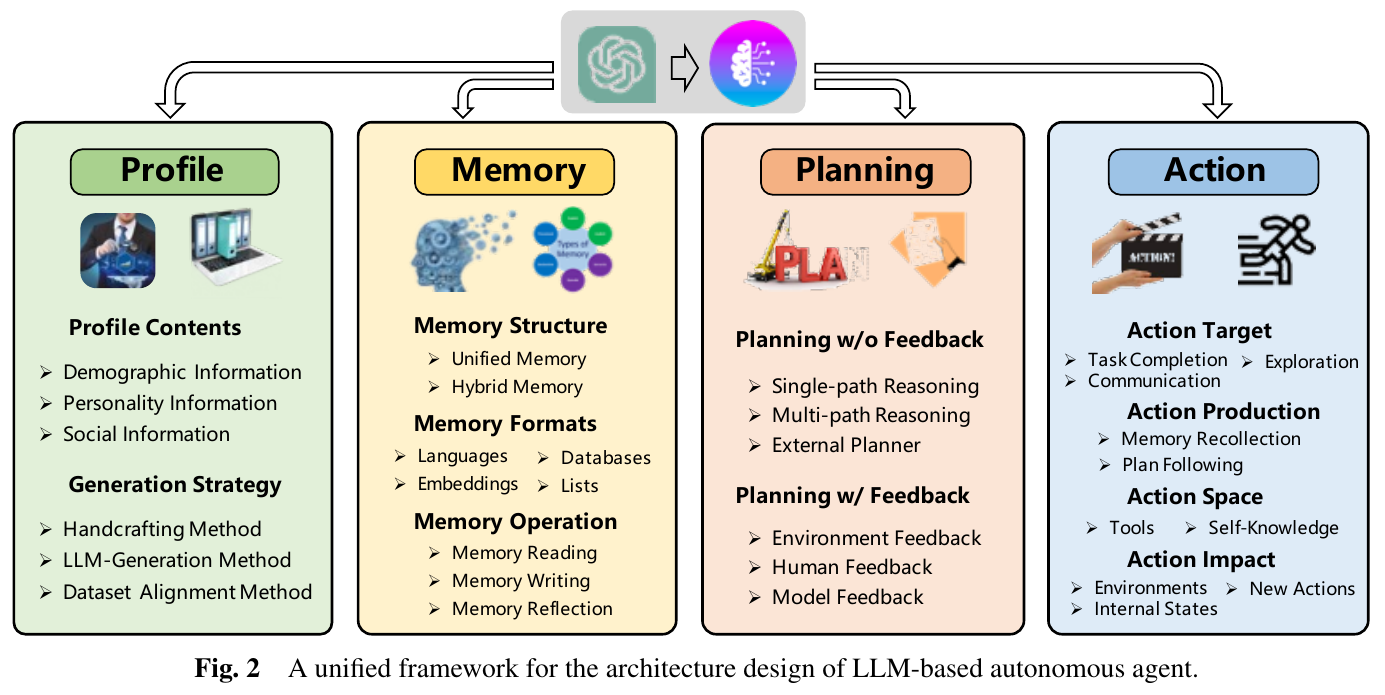 Profile
Profile Contents
Demographic Information
Personality Information
Social Information
Generation Strategy
Handcrafting Method
LLM-Generation Method
Dataset Alignment Method
Memory
Types of
Memory
Memory Structure
Unified Memory
Hybrid Memory
Memory Formats
Languages
Databases
Embeddings
Lists
Memory Operation
Memory Reading
Memory Writing
Memory Reflection
Planning
PLAN
Planning w/o Feedback
Single-path Reasoning
Multi-path Reasoning
External Planner
Planning w/ Feedback
Environment Feedback
Human Feedback
Model Feedback
Action
ACTION!
Action Target
Task Completion
Exploration
Communication
Action Production
Memory Recollection
Plan Following
Action Space
Tools
Self-Knowledge
Action Impact
Environments
New Actions
Internal States
Fig. 2 A unified framework for the architecture design of LLM-based autonomous agent.